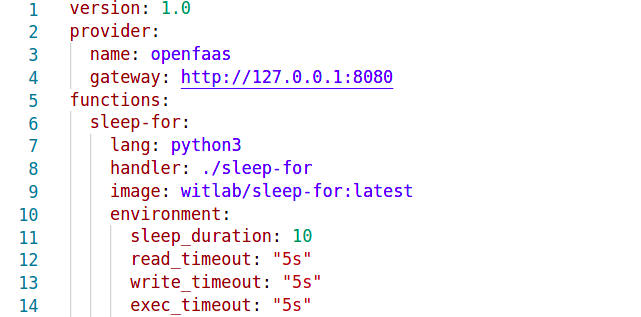 1 version: 1.0
2 provider:
3   name: openfaas
4   gateway: http://127.0.0.1:8080
5 functions:
6   sleep-for:
7     lang: python3
8     handler: ./sleep-for
9     image: witlab/sleep-for:latest
10     environment:
11       sleep_duration: 10
12       read_timeout: "5s"
13       write_timeout: "5s"
14       exec_timeout: "5s"